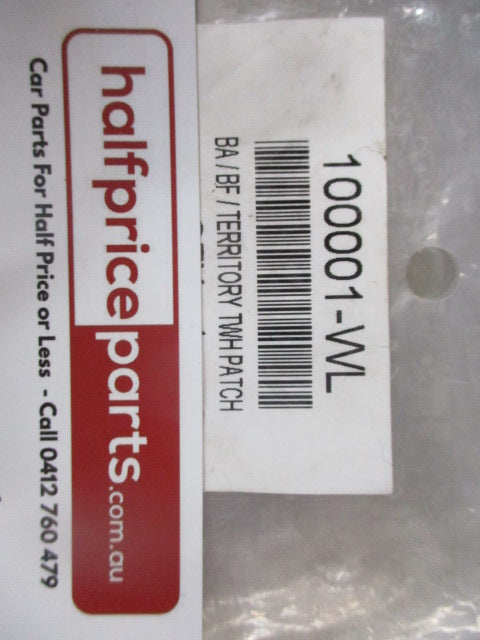 100001-WL
BA / BF / TERRITORY TWH PATCH
halfpriceparts.com.au
Car Parts For Half Price or Less - Call 0412 760 479